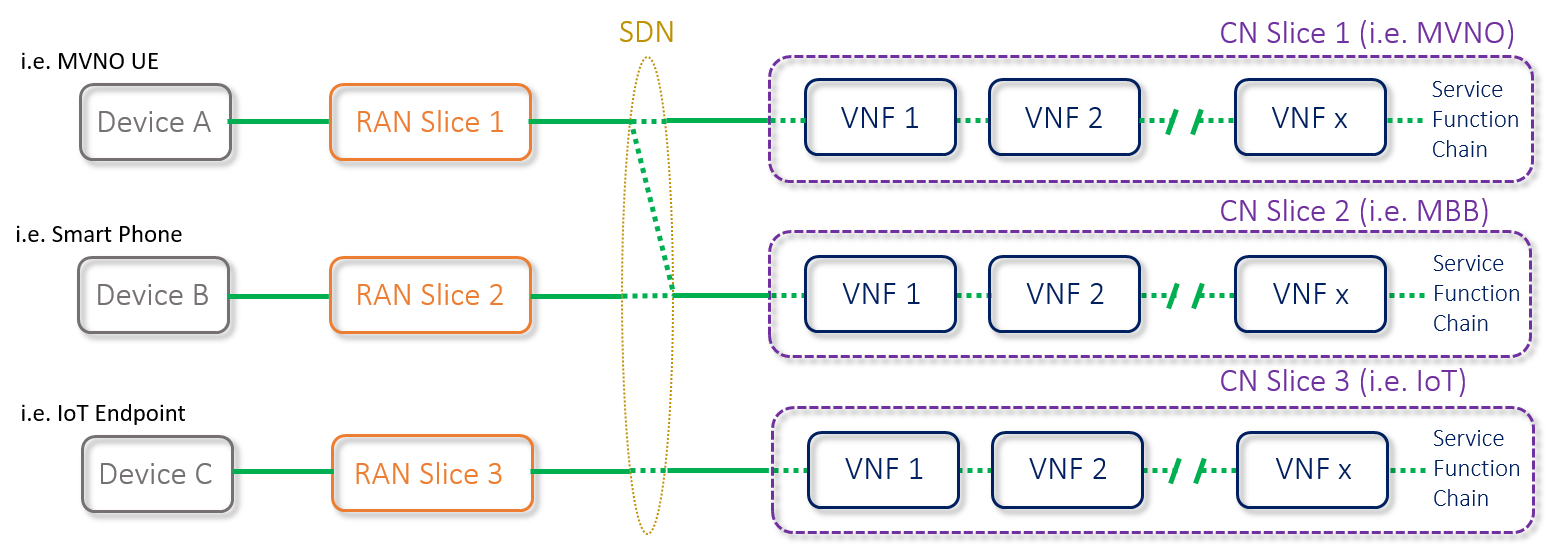 SDN
CN Slice 1 (i.e. MVNO)
i.e. MVNO UE
Device A
RAN Slice 1
VNF 1
VNF 2
VNF x
Service
Function
Chain
CN Slice 2 (i.e. MBB)
i.e. Smart Phone
Device B
RAN Slice 2
VNF 1
VNF 2
VNF x
Service
Function
Chain
CN Slice 3 (i.e. IoT)
i.e. IoT Endpoint
Device C
RAN Slice 3
VNF 1
VNF 2
VNF x
Service
Function
Chain